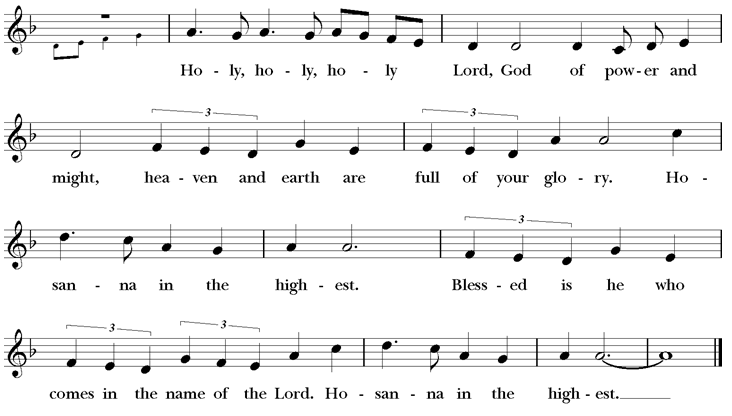 Ho - ly, ho - ly, ho - ly Lord, God of pow - er and
3 3
might, hea - ven and earth are full of your glo - ry. Ho -
3
san - na in the high - est. Bless - ed is he who
3 3
comes in the name of the Lord. Ho - san - na in the high - est.